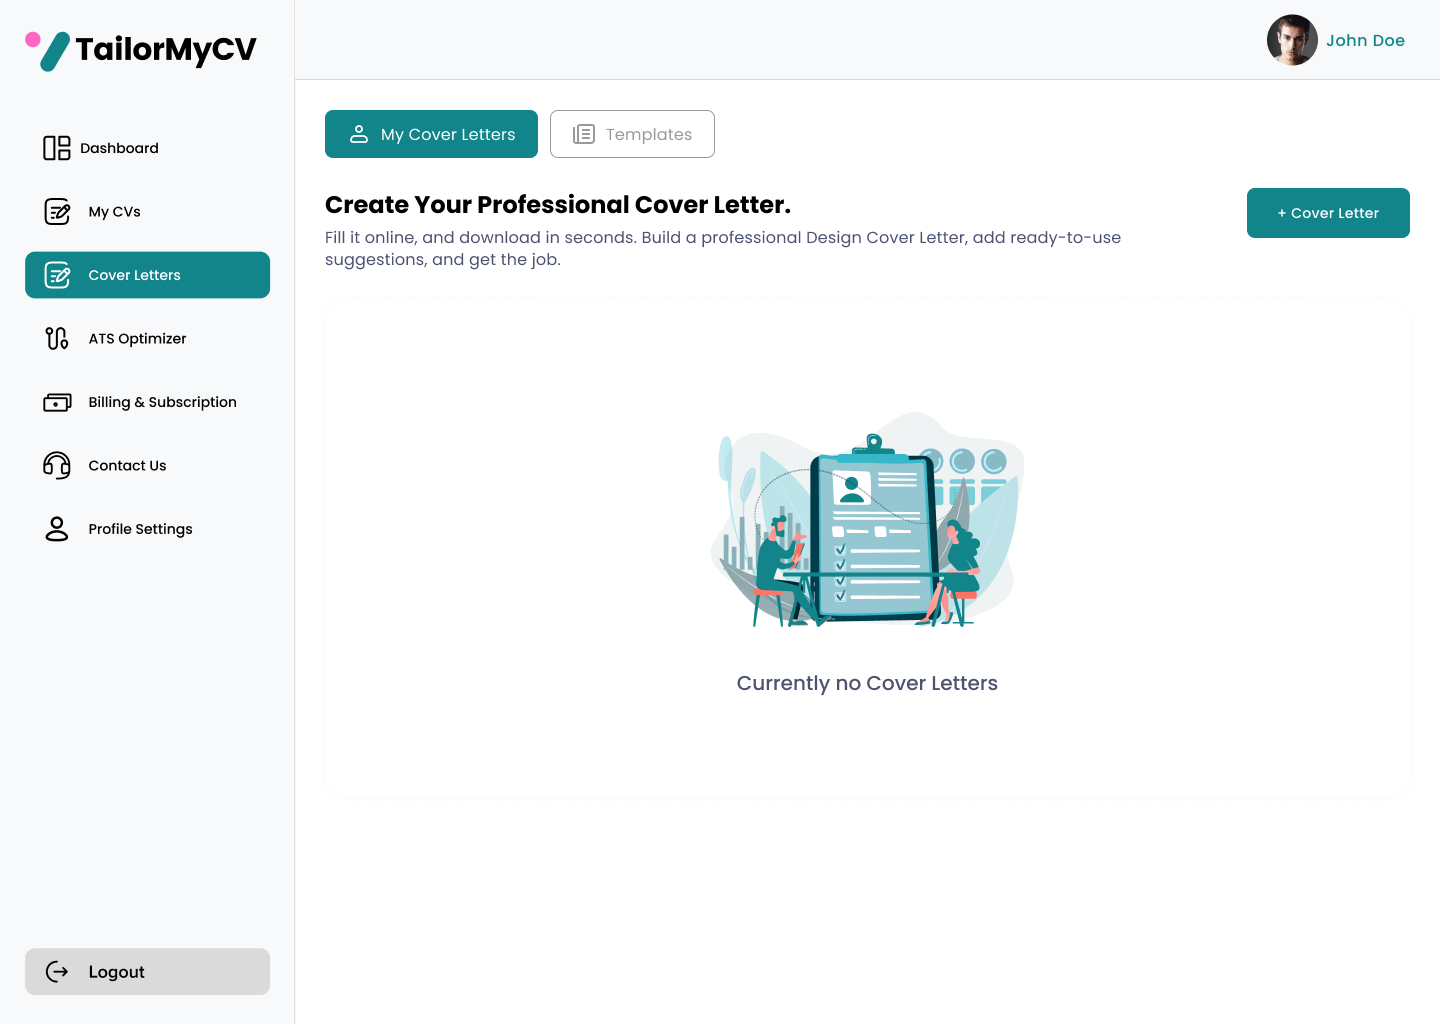 TailorMyCV
John Doe
Dashboard
My CVs
Cover Letters
ATS Optimizer
Billing & Subscription
Contact Us
Profile Settings
Logout
My Cover Letters
Templates
Create Your Professional Cover Letter.
Fill it online, and download in seconds. Build a professional Design Cover Letter, add ready-to-use
suggestions, and get the job.
+ Cover Letter
Currently no Cover Letters